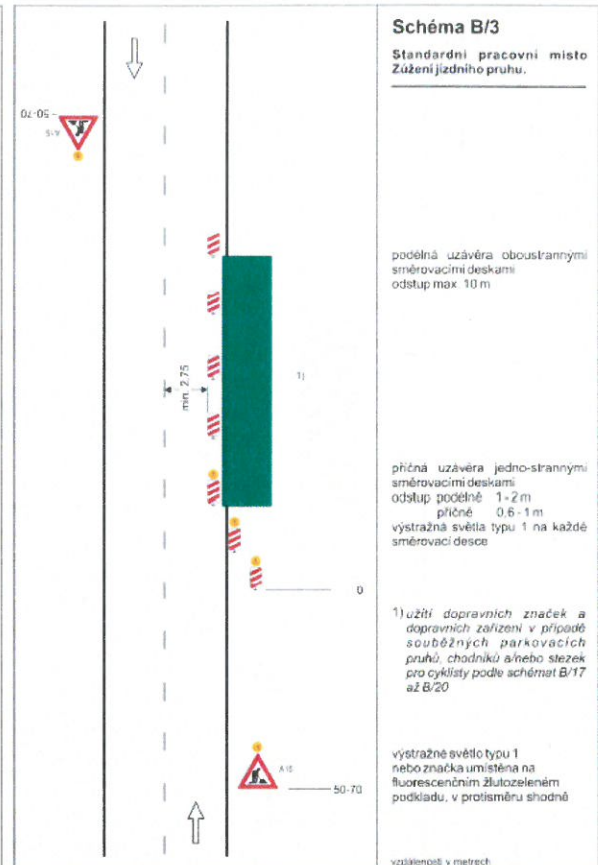 Schéma B/3
Standardní pracovní místo
Zúžení jízdního pruhu.
50-70
A15
podélná uzávěra oboustrannými
směrovacími deskami
odstup max. 10 m
1)
min. 2,75
příčná uzávěra jedno-strannými
směrovacími deskami
odstup podélně 1-2 m
příčně 0,6-1 m
výstražná světla typu 1 na každé
směrovací desce
0
1) užití dopravních značek a
dopravních zařízení v případě
souběžných parkovacích
pruhů, chodníků a/nebo stezek
pro cyklisty podle schémat B/17
až B/20
A15
50-70
výstražné světlo typu 1
nebo značka umístěna na
fluorescenčním žlutozeleném
podkladu, v protisměru shodně
vzdálenosti v metrech